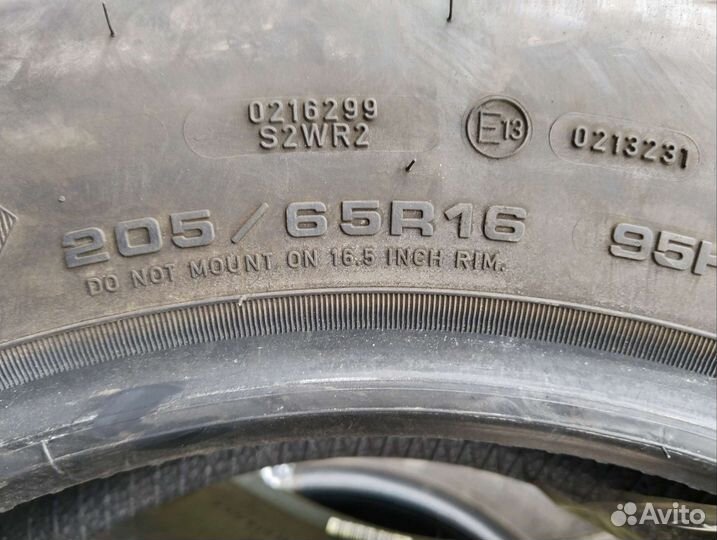 0216299
S2WR2
E13
0213231
205/65R16
95H
DO NOT MOUNT ON 16.5 INCH RIM.
Avito